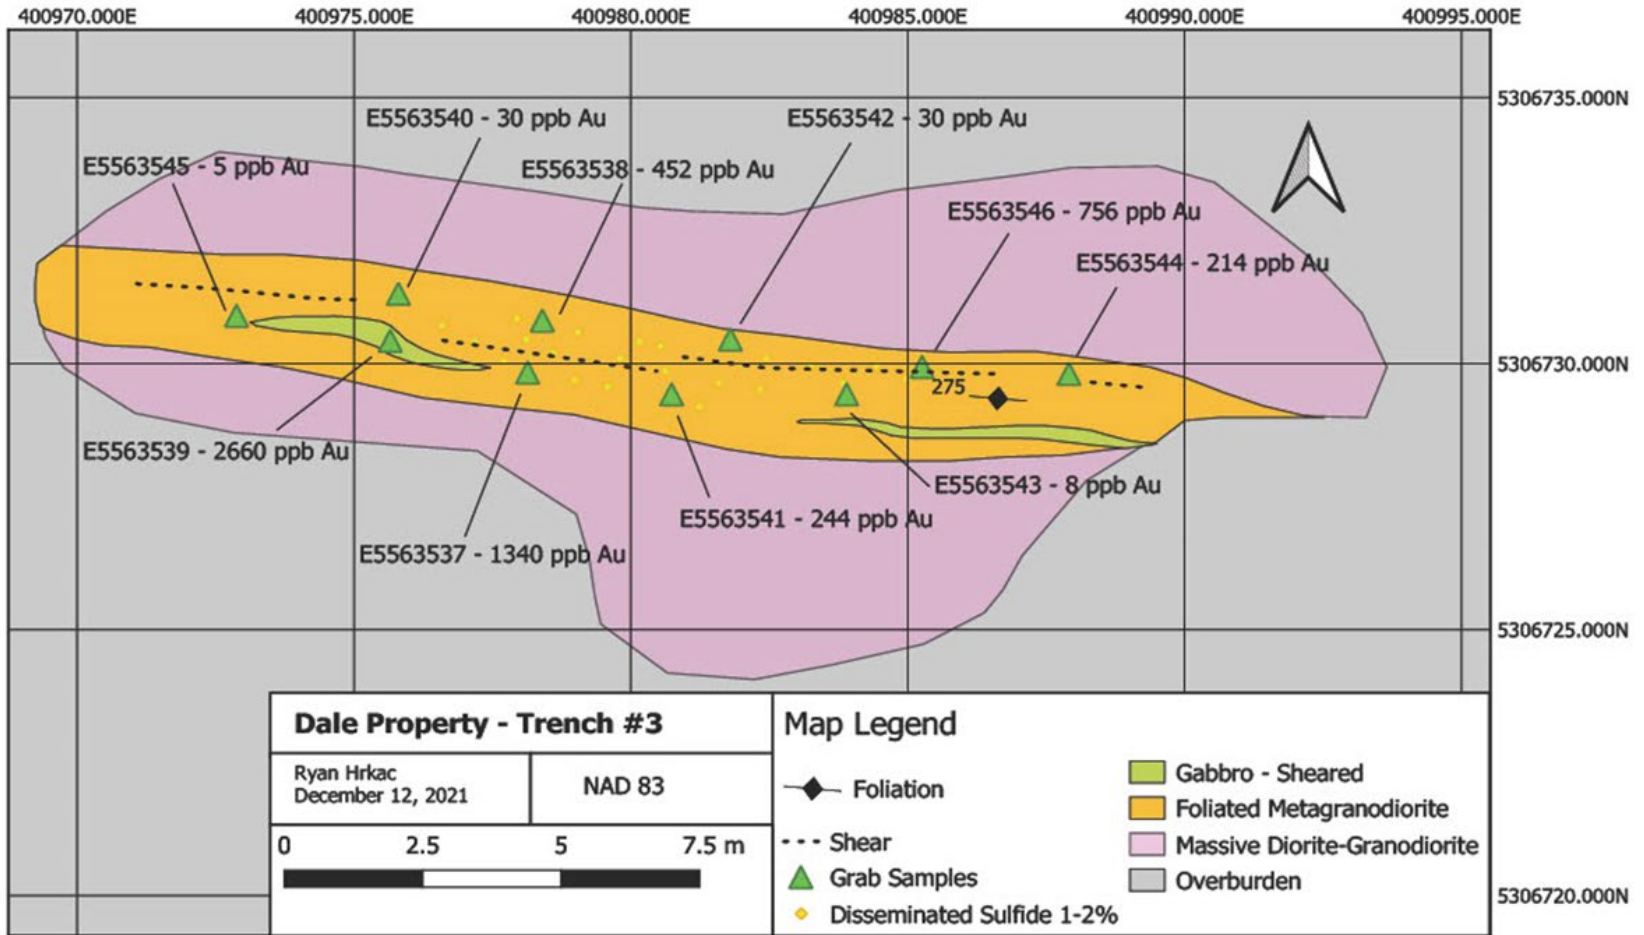 400970.000E 400975.000E 400980.000E 400985.000E 400990.000E 400995.000E
5306735.000N
E5563540 - 30 ppb Au
E5563542 - 30 ppb Au
E5563545 - 5 ppb Au
E5563538 - 452 ppb Au
E5563546 - 756 ppb Au
E5563544 - 214 ppb Au
5306730.000N
275
E5563539 - 2660 ppb Au
E5563543 - 8 ppb Au
E5563541 - 244 ppb Au
E5563537 - 1340 ppb Au
5306725.000N
Dale Property - Trench #3
Ryan Hrkac
December 12, 2021
NAD 83
0 2.5 5 7.5 m
Map Legend
Foliation
Shear
Grab Samples
Disseminated Sulfide 1-2%
Gabbro - Sheared
Foliated Metagranodiorite
Massive Diorite-Granodiorite
Overburden
5306720.000N